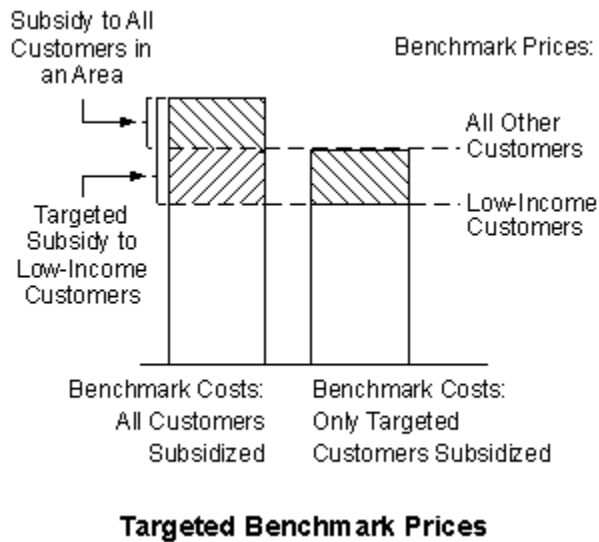 Subsidy to All
Customers in
an Area
Benchmark Prices:
All Other
Customers
Targeted
Subsidy to
Low-Income
Customers
Low-Income
Customers
Benchmark Costs:
All Customers
Subsidized
Benchmark Costs:
Only Targeted
Customers Subsidized
Targeted Benchmark Prices